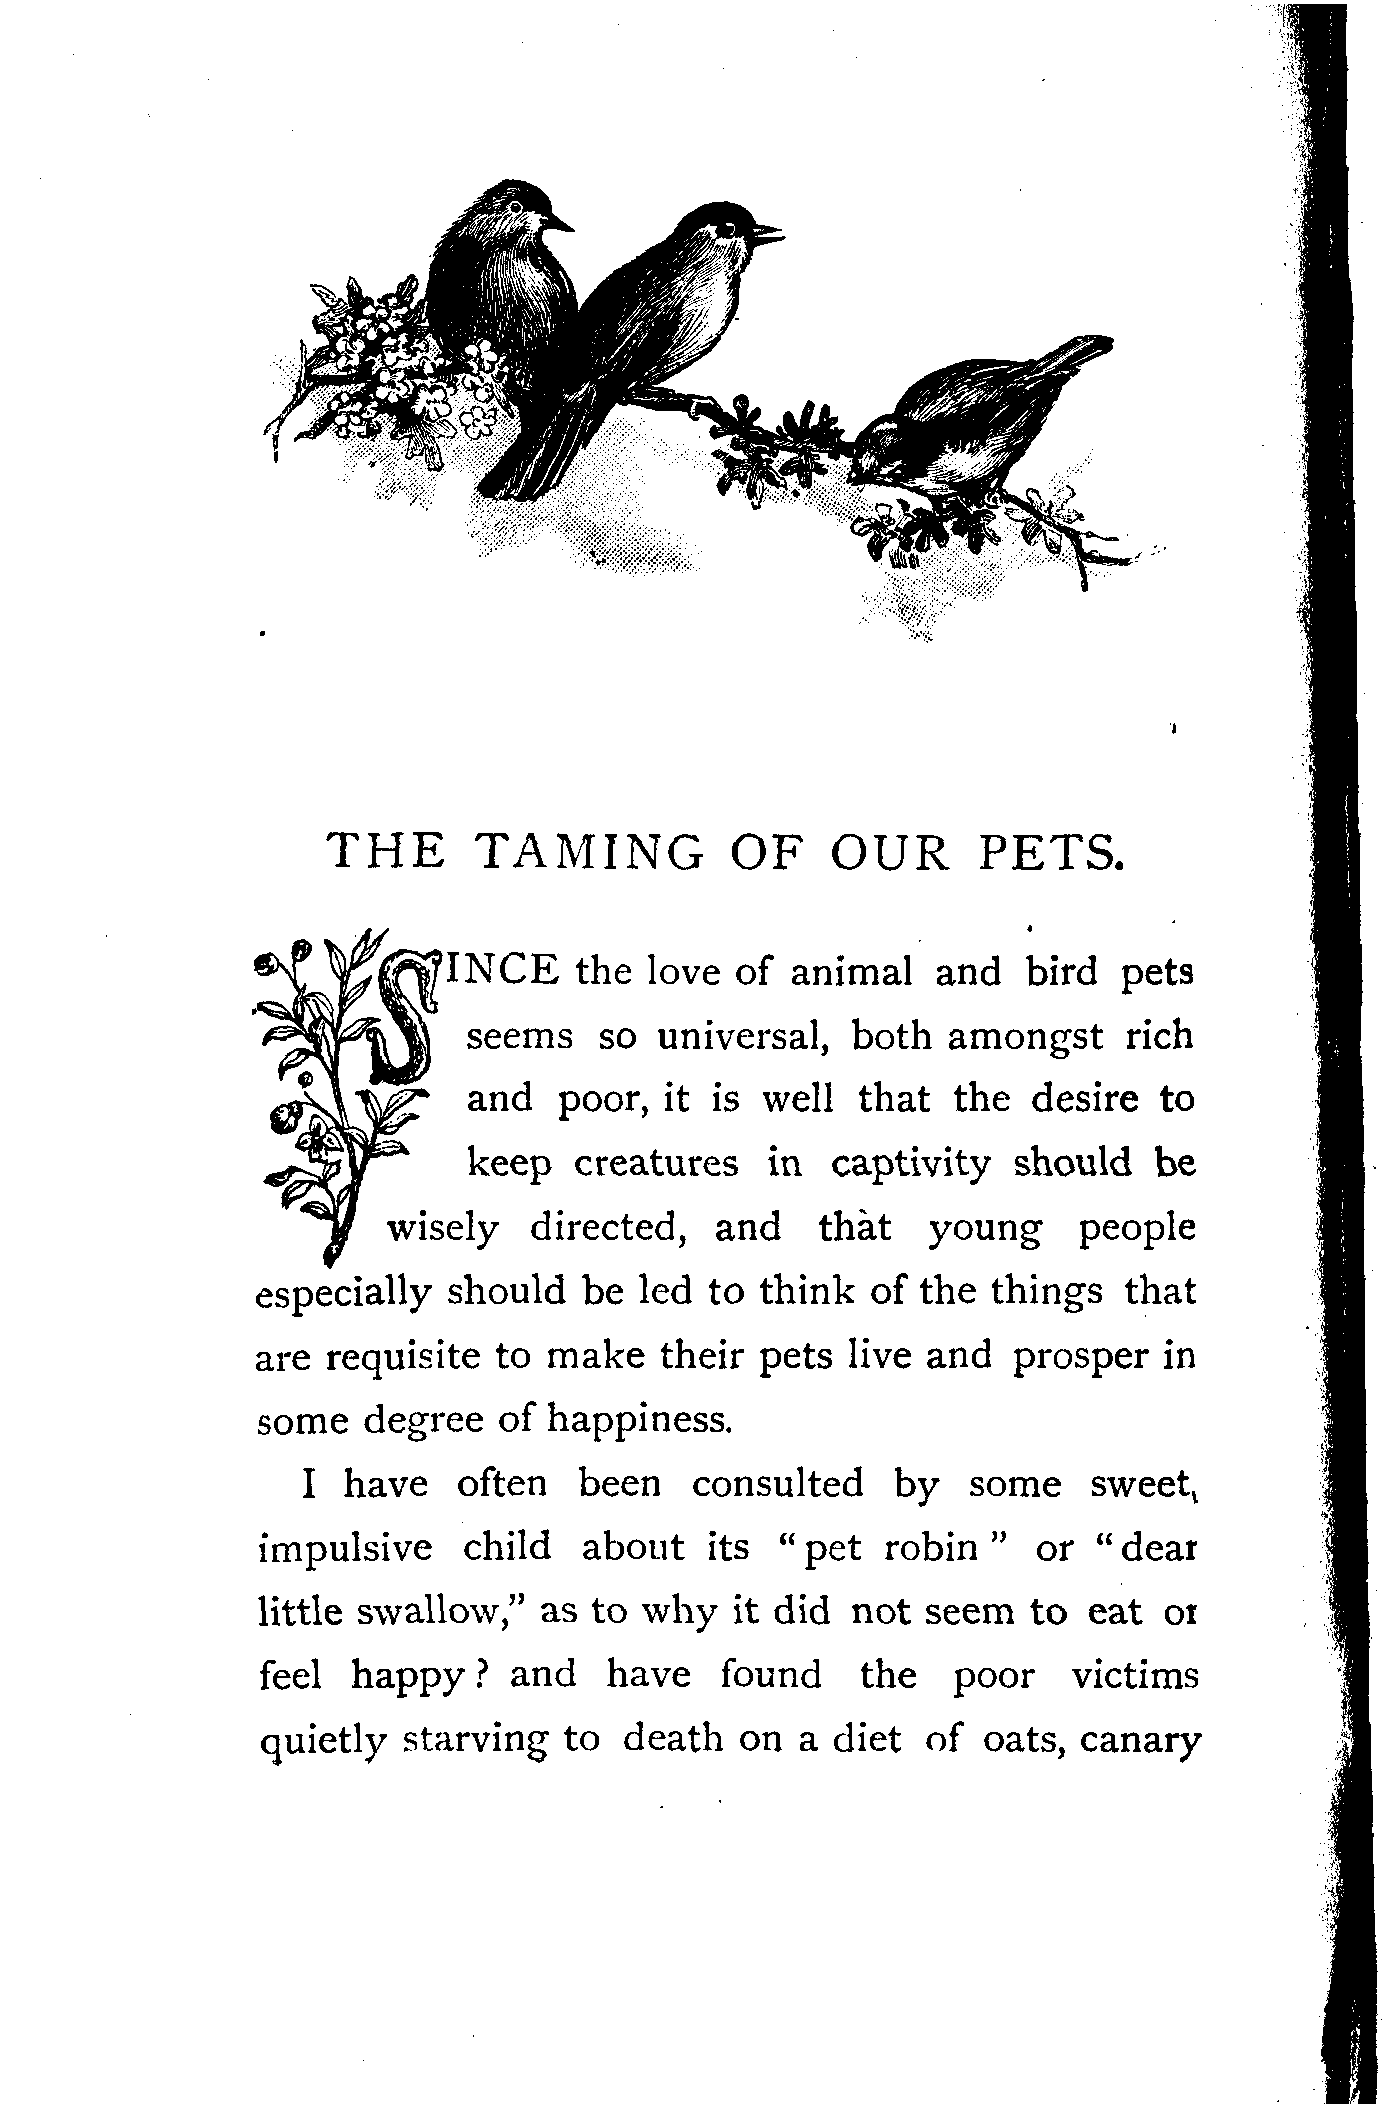 THE TAMING OF OUR PETS.
SINCE the love of animal and bird pets
seems so universal, both amongst rich
and poor, it is well that the desire to
keep creatures in captivity should be
wisely directed, and that young people
especially should be led to think of the things that
are requisite to make their pets live and prosper in
some degree of happiness.
I have often been consulted by some sweet,
impulsive child about its “pet robin” or “dear
little swallow,” as to why it did not seem to eat or
feel happy? and have found the poor victims
quietly starving to death on a diet of oats, canary